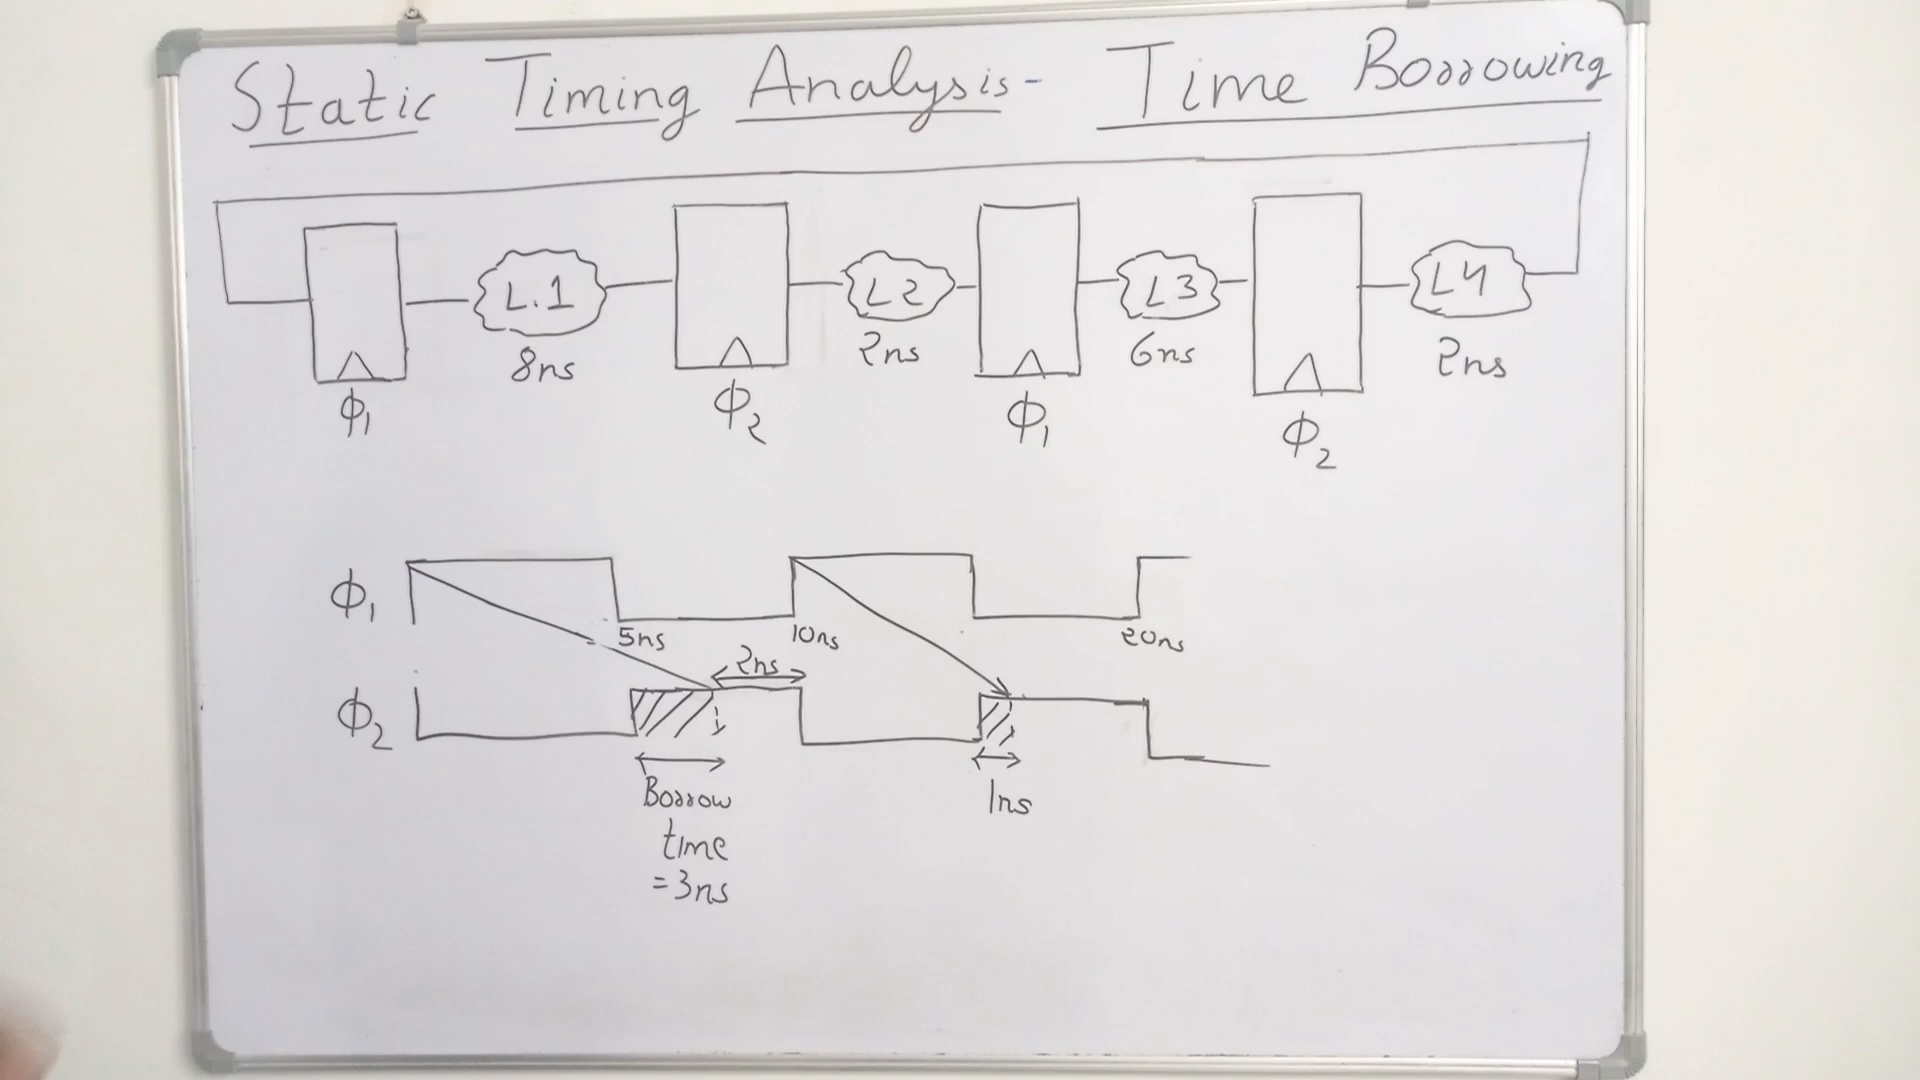 Static Timing Analysis - Time Borrowing
L.1 L2 L3 L4
8ns 2ns 6ns 2ns
ϕ1 ϕ2 ϕ1 ϕ2
ϕ1
5ns 10ns 20ns
2ns
ϕ2
Borrow
time
=3ns
1ns